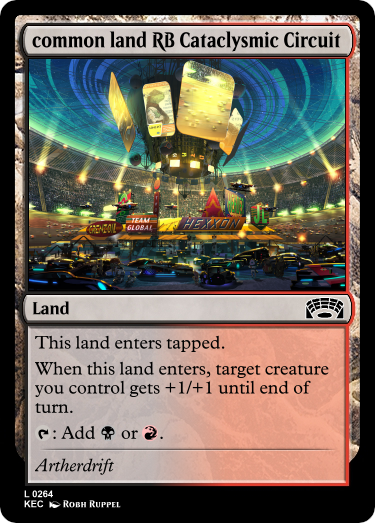 common land RB Cataclysmic Circuit
TEAM
GLOBAL
HEXXON
Land
This land enters tapped.
When this land enters, target creature
you control gets +1/+1 until end of
turn.
: Add or .
Artherdrift
L 0264
KEC Robh Ruppel